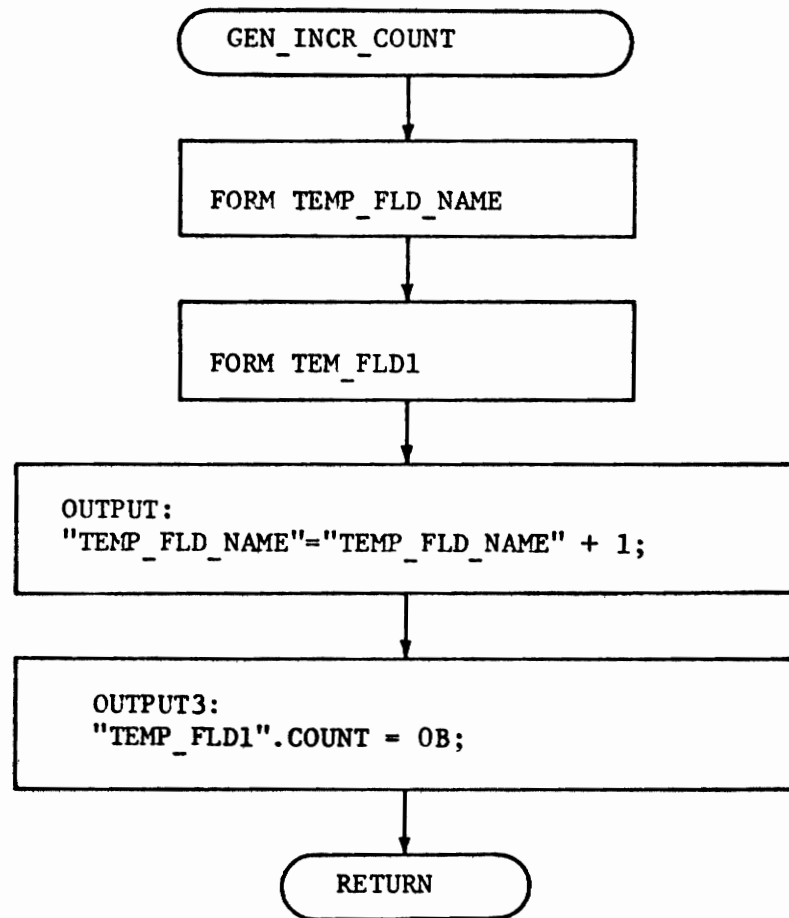 GEN_INCR_COUNT
FORM TEMP_FLD_NAME
FORM TEM_FLD1
OUTPUT:
"TEMP_FLD_NAME"="TEMP_FLD_NAME" + 1;
OUTPUT3:
"TEMP_FLD1".COUNT = 0B;
RETURN